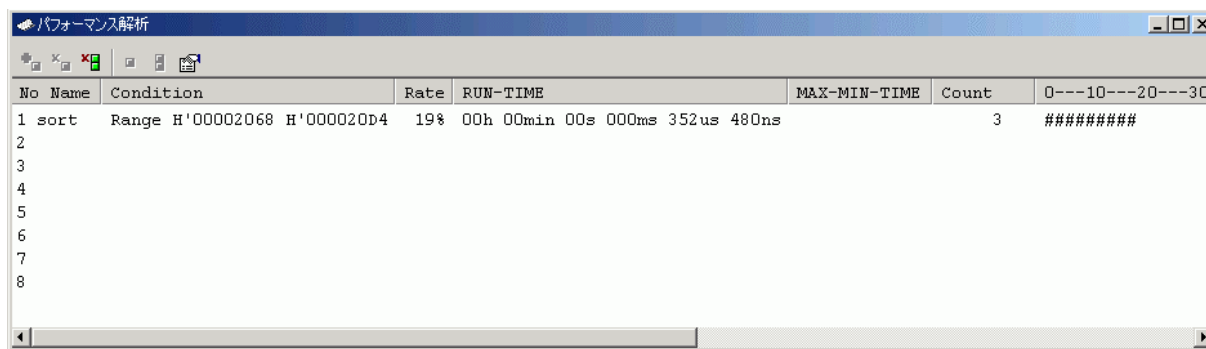 パフォーマンス解析
No Name Condition Rate RUN-TIME MAX-MIN-TIME Count 0---10---20---30
1 sort Range H'00002068 H'000020D4 19% 00h 00min 00s 000ms 352us 480ns 3 #########
2
3
4
5
6
7
8